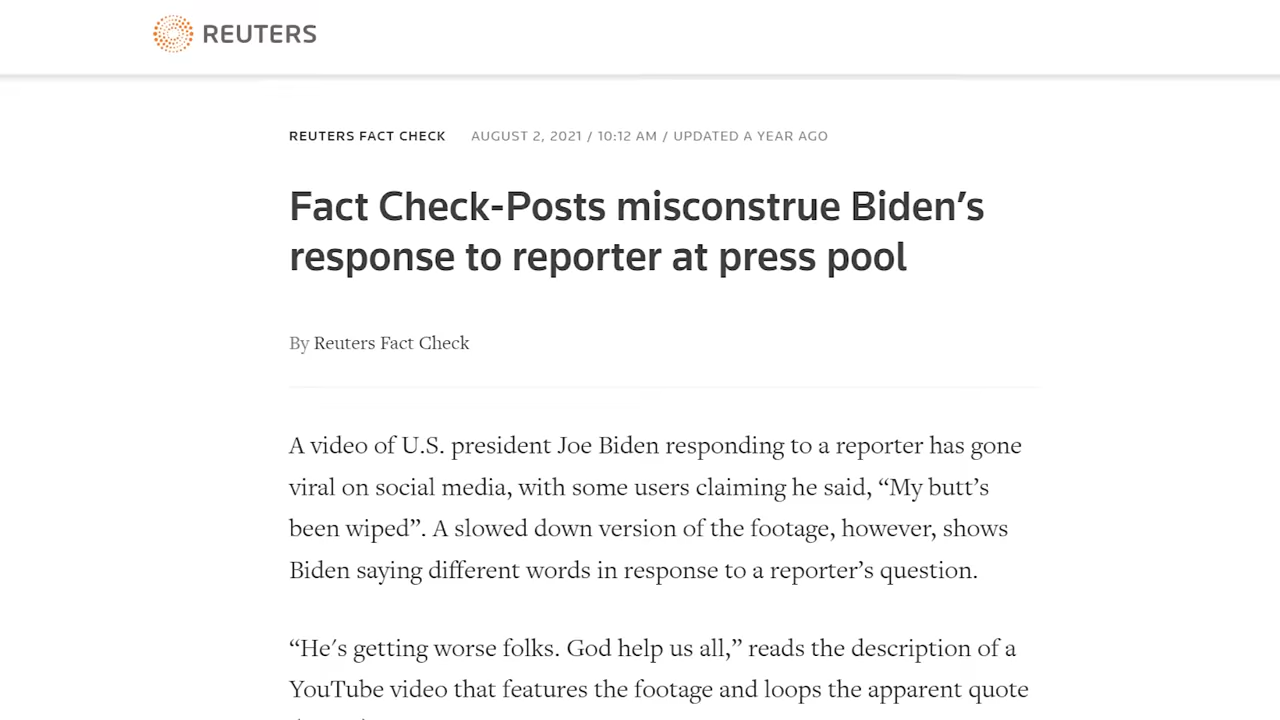 REUTERS
REUTERS FACT CHECK AUGUST 2, 2021 / 10:12 AM / UPDATED A YEAR AGO
Fact Check-Posts misconstrue Biden’s
response to reporter at press pool
By Reuters Fact Check
A video of U.S. president Joe Biden responding to a reporter has gone
viral on social media, with some users claiming he said, “My butt’s
been wiped”. A slowed down version of the footage, however, shows
Biden saying different words in response to a reporter’s question.
“He's getting worse folks. God help us all,” reads the description of a
YouTube video that features the footage and loops the apparent quote